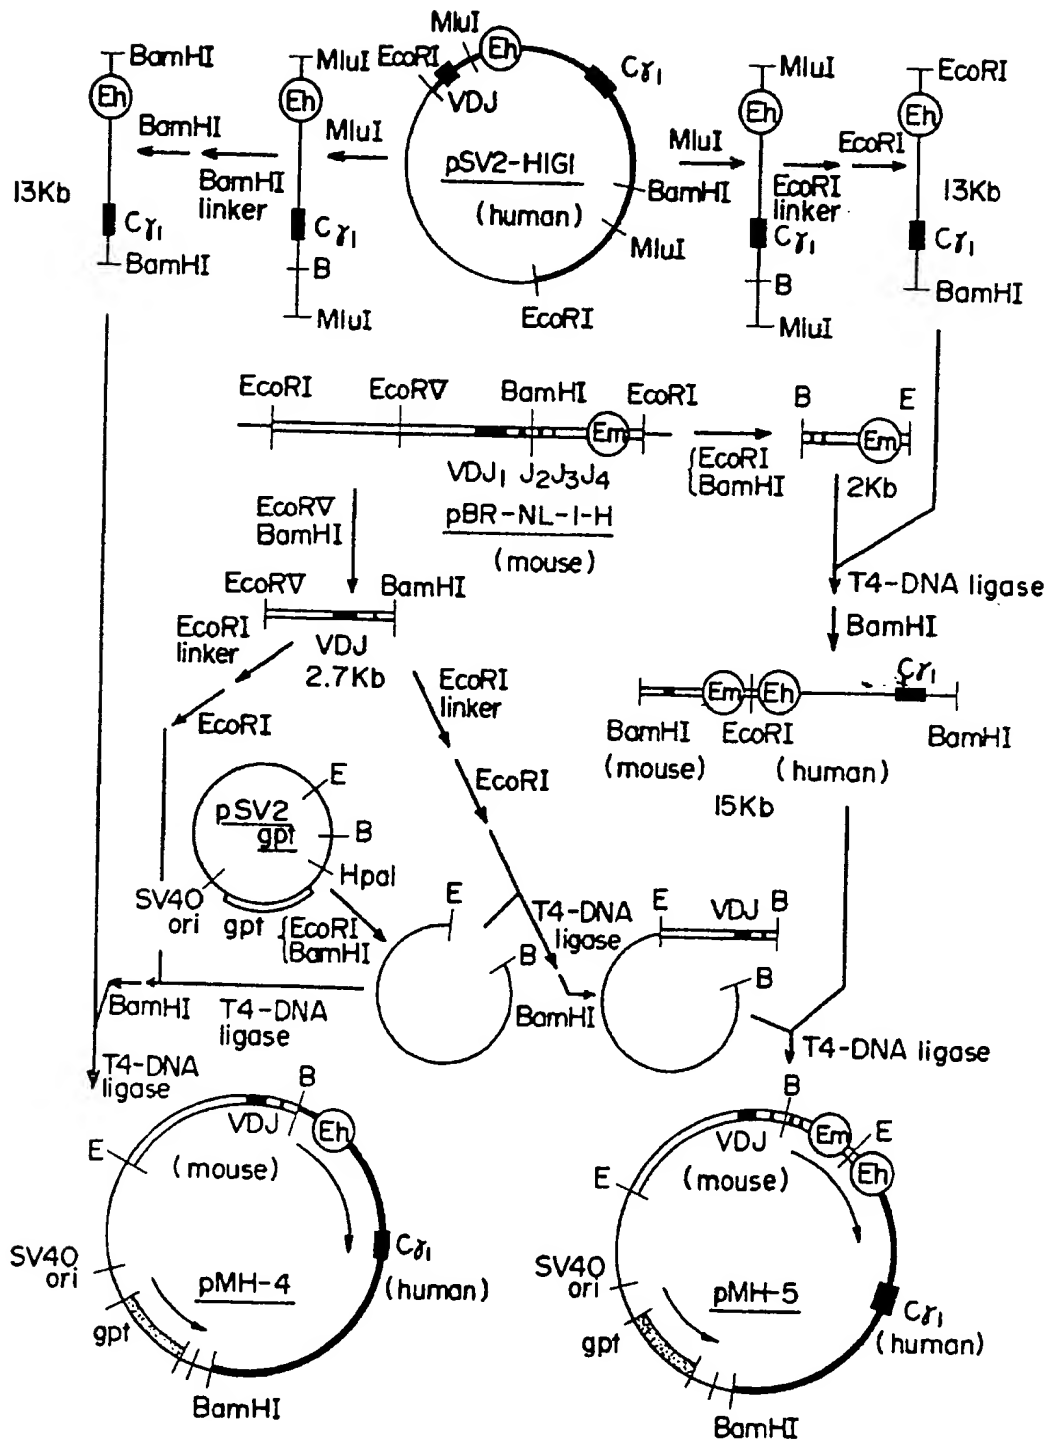 BamHI
Eh
13Kb
Cγ1
BamHI
BamHI
BamHI
linker
MluI
Eh
Cγ1
B
MluI
MluI
MluI
EcoRI
Eh
VDJ
Cγ1
pSV2-HIGI
(human)
BamHI
MluI
EcoRI
MluI
MluI
Eh
Cγ1
B
MluI
EcoRI
linker
EcoRI
EcoRI
Eh
13Kb
Cγ1
BamHI
EcoRI
EcoRV
BamHI
EcoRI
Em
VDJ1 J2J3J4
pBR-NL-1-H
(mouse)
{EcoRI
BamHI
B
E
Em
2Kb
T4-DNA ligase
BamHI
EcoRV
BamHI
EcoRV
BamHI
VDJ
2.7Kb
EcoRI
linker
EcoRI
EcoRI
linker
EcoRI
Em
Eh
Cγ1
BamHI
EcoRI
BamHI
(mouse)
(human)
15Kb
pSV2
gpt
E
B
HpaI
SV40
ori
gpt
{EcoRI
BamHI
E
B
T4-DNA
ligase
BamHI
E
VDJ
B
B
BamHI
T4-DNA
ligase
T4-DNA
ligase
T4-DNA ligase
B
Eh
VDJ
(mouse)
E
SV40
ori
pMH-4
Cγ1
(human)
gpt
BamHI
B
Em
E
Eh
VDJ
(mouse)
E
SV40
ori
pMH-5
Cγ1
(human)
gpt
BamHI